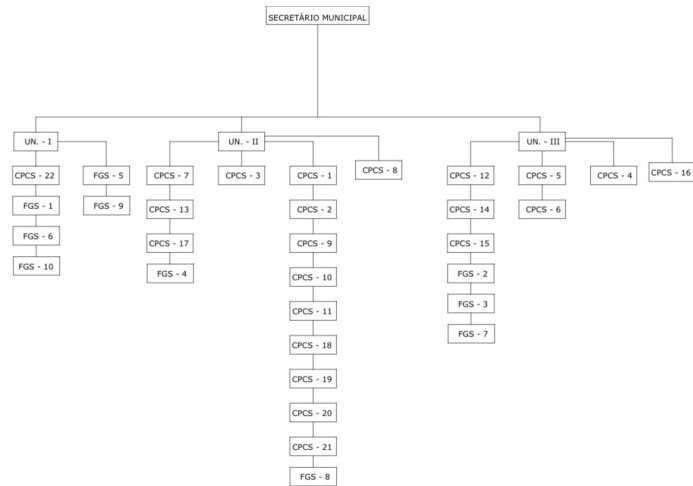 SECRETÁRIO MUNICIPAL
UN. - I
UN. - II
UN. - III
CPCS - 22
FGS - 5
CPCS - 7
CPCS - 3
CPCS - 1
CPCS - 8
CPCS - 12
CPCS - 5
CPCS - 4
CPCS - 16
FGS - 1
FGS - 9
CPCS - 13
CPCS - 2
CPCS - 14
CPCS - 6
FGS - 6
CPCS - 17
CPCS - 9
CPCS - 15
FGS - 10
FGS - 4
CPCS - 10
FGS - 2
CPCS - 11
FGS - 3
FGS - 7
CPCS - 18
CPCS - 19
CPCS - 20
CPCS - 21
FGS - 8